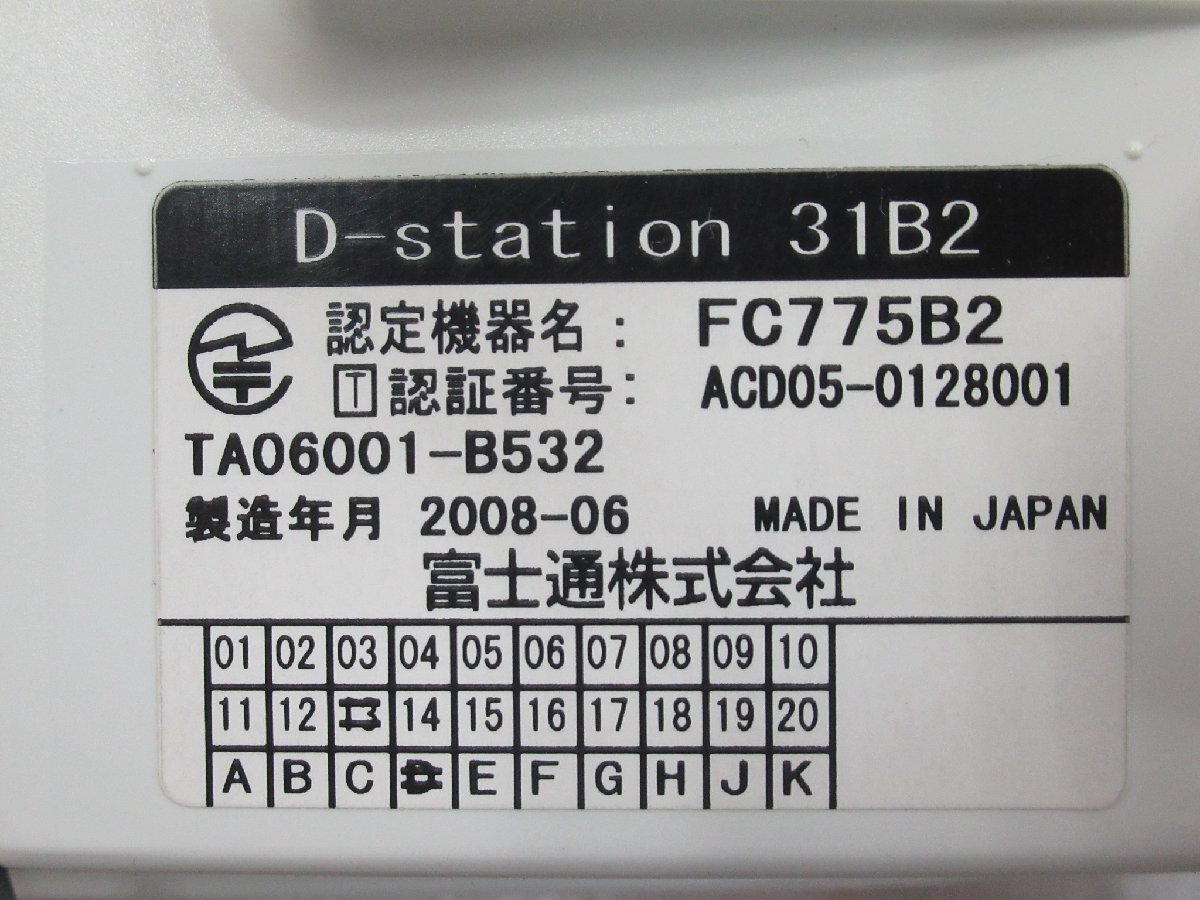 D-station 31B2
認定機器名: FC775B2
T 認証番号: ACD05-0128001
TA06001-B532
製造年月 2008-06 MADE IN JAPAN
富士通株式会社
01 02 03 04 05 06 07 08 09 10
11 12 14 15 16 17 18 19 20
A B C D E F G H J K